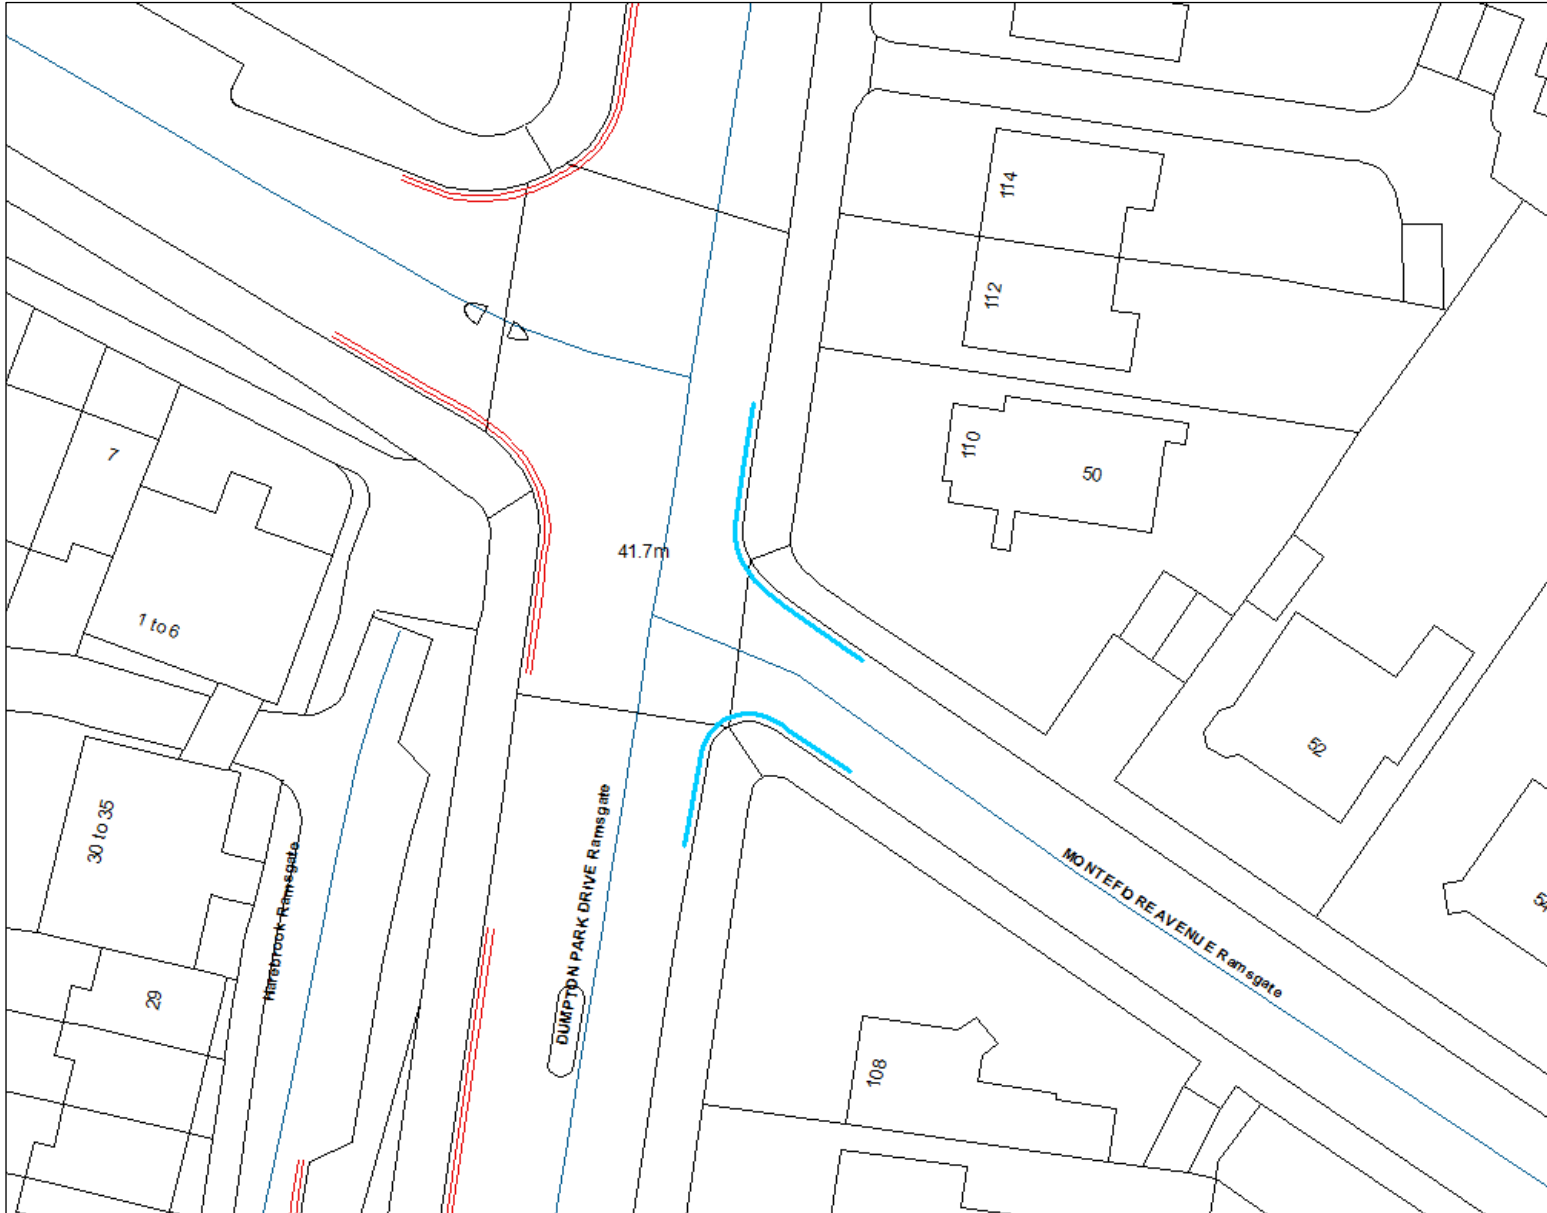 114
112
110
50
7
41.7m
1 to 6
52
30 to 35
DUMPTON PARK DRIVE Ramsgate
MONTEFIORE AVENUE Ramsgate
54
Harebrook Ramsgate
29
108